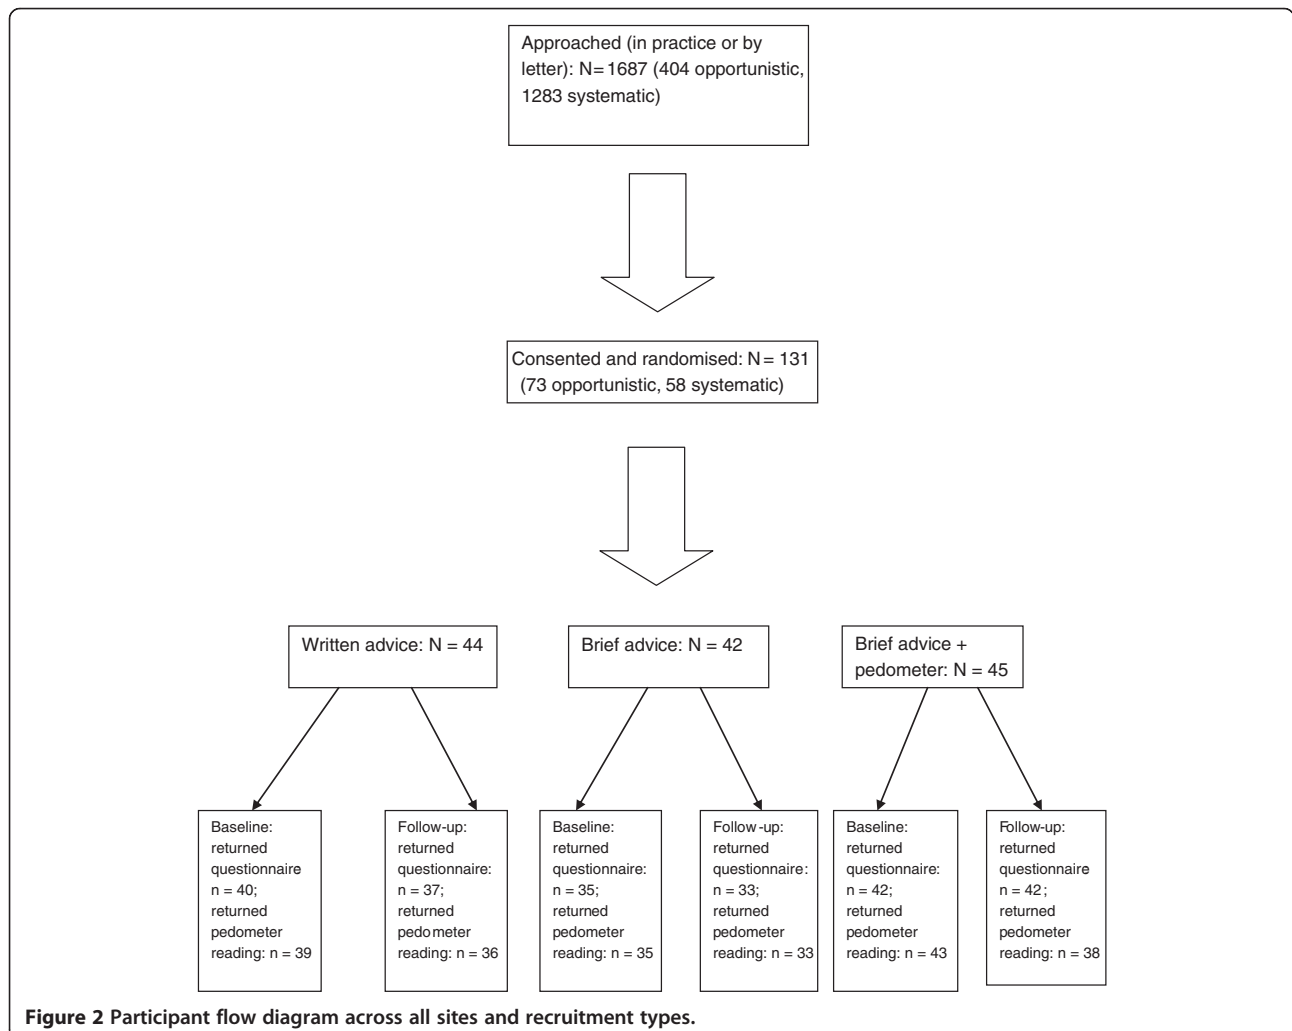 Approached (in practice or by
letter): N=1687 (404 opportunistic,
1283 systematic)
Consented and randomised: N= 131
(73 opportunistic, 58 systematic)
Written advice: N = 44
Brief advice: N = 42
Brief advice +
pedometer: N = 45
Baseline:
returned
questionnaire
n = 40;
returned
pedometer
reading: n = 39
Follow-up:
returned
questionnaire:
n = 37;
returned
pedometer
reading: n = 36
Baseline:
returned
questionnaire:
n = 35;
returned
pedometer
reading: n = 35
Follow-up:
returned
questionnaire:
n = 33;
returned
pedometer
reading: n = 33
Baseline:
returned
questionnaire:
n = 42;
returned
pedometer
reading: n = 43
Follow-up:
returned
questionnaire
n = 42;
returned
pedometer
reading: n = 38
Figure 2 Participant flow diagram across all sites and recruitment types.